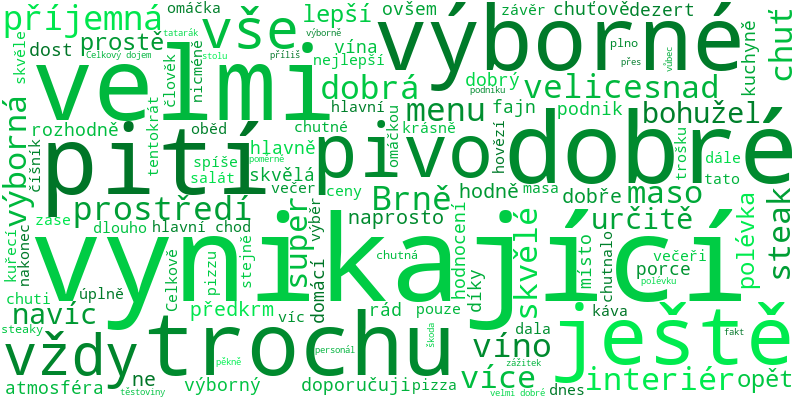 příjemná
tatarák
omáčka
vše
lepší
ovšem
závěr
chuťově
dezert
skvěle
dost
prostě
Celkový dojem
člověk
nicméně
stolu
příliš
výborně
vína
nejlepší
výborné
plno
přes
vůbec
kuchyně
chuť
velmi
dobrá
dobrý
podniku
velice
snad
výborná
rozhodně
tentokrát
oběd
chutné
hlavní
omáčkou
menu
krásně
fajn
podnik
bohužel
číšník
pití
spíše
salát
hlavně
poměrně
skvělá
večer
pivo
hovězí
dobré
trošku
dále
tato
zase
prostředí
dlouho
hlavní chod
super
výběr
domácí
ceny
naprosto
Brně
hodně
masa
dobře
maso
určitě
steak
polévka
kuřecí
nakonec
vynikající
chutná
hodnocení
díky
skvělé
místo
chutnalo
večeři
porce
polévku
chuti
úplně
Celkově
pizzu
stejně
navíc
předkrm
víc
rád
pouze
dala
káva
steaky
vždy
trochu
škoda
víno
ještě
fakt
ne
pěkně
personál
zážitek
více
interiér
opět
atmosféra
těstoviny
výborný
doporučuji
pizza
velmi dobré
dnes